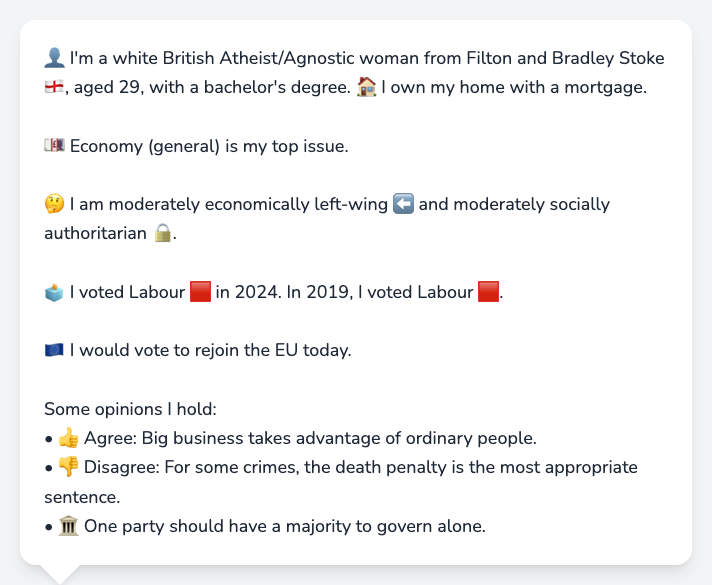 👤 I'm a white British Atheist/Agnostic woman from Filton and Bradley Stoke
🏴󠁧󠁢󠁥󠁮󠁧󠁿, aged 29, with a bachelor's degree. 🏠 I own my home with a mortgage.
💷 Economy (general) is my top issue.
🤔 I am moderately economically left-wing ⬅️ and moderately socially
authoritarian 🔒.
🗳️ I voted Labour 🟥 in 2024. In 2019, I voted Labour 🟥.
🇪🇺 I would vote to rejoin the EU today.
Some opinions I hold:
• 👍 Agree: Big business takes advantage of ordinary people.
• 👎 Disagree: For some crimes, the death penalty is the most appropriate
sentence.
• 🏛️ One party should have a majority to govern alone.